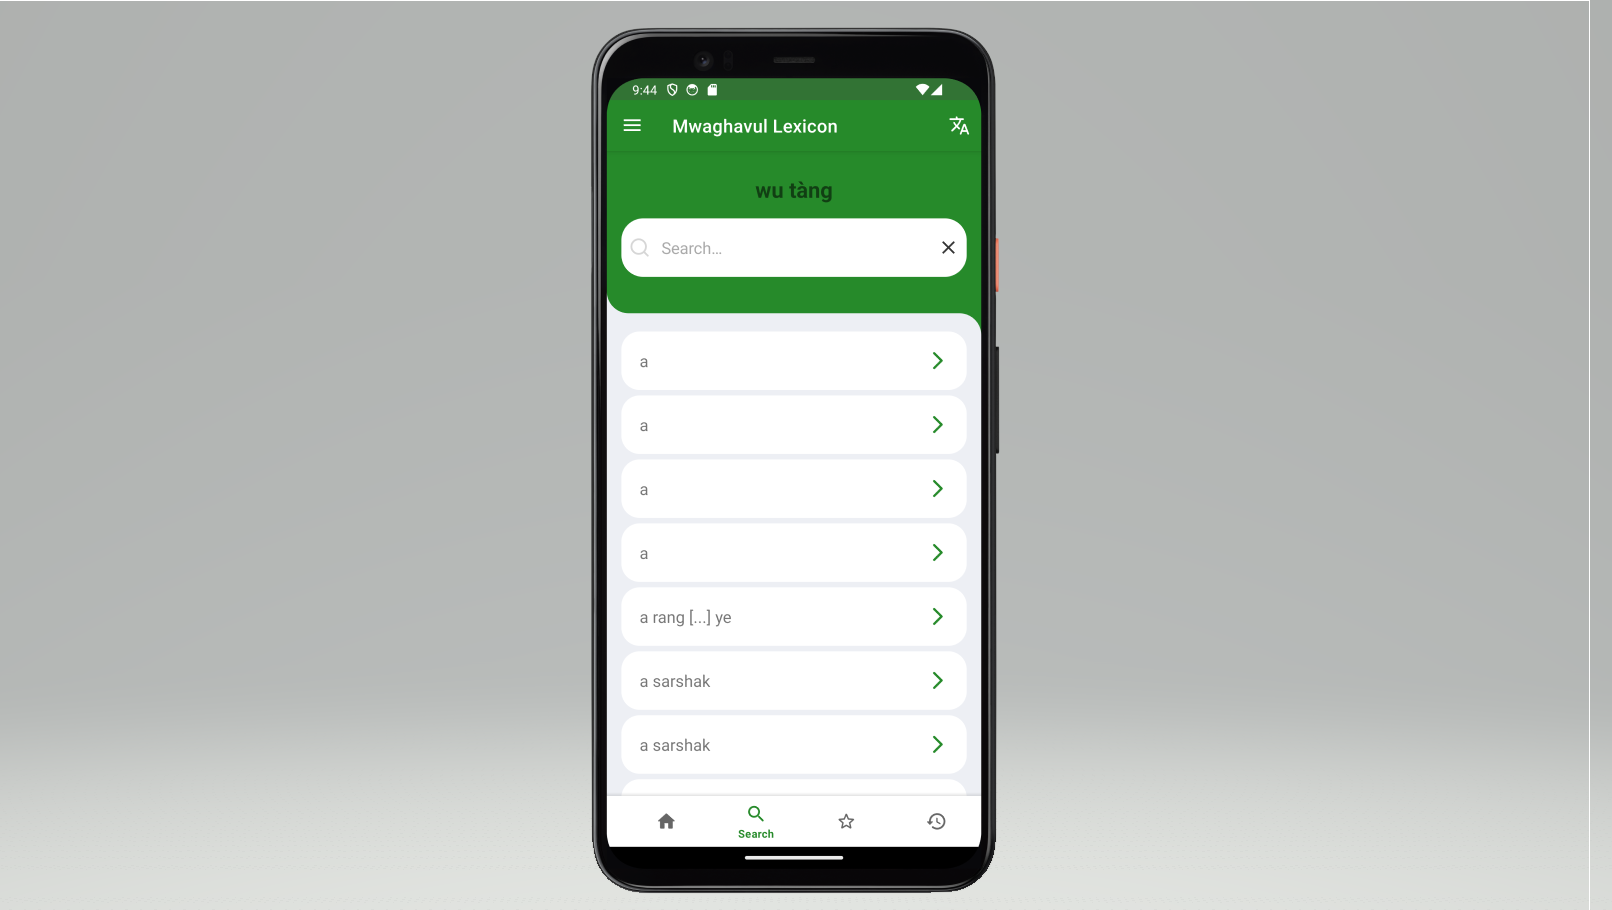 9:44
Mwaghavul Lexicon
wu tàng
Search...
a
a
a
a
a rang [...] ye
a sarshak
a sarshak
Search